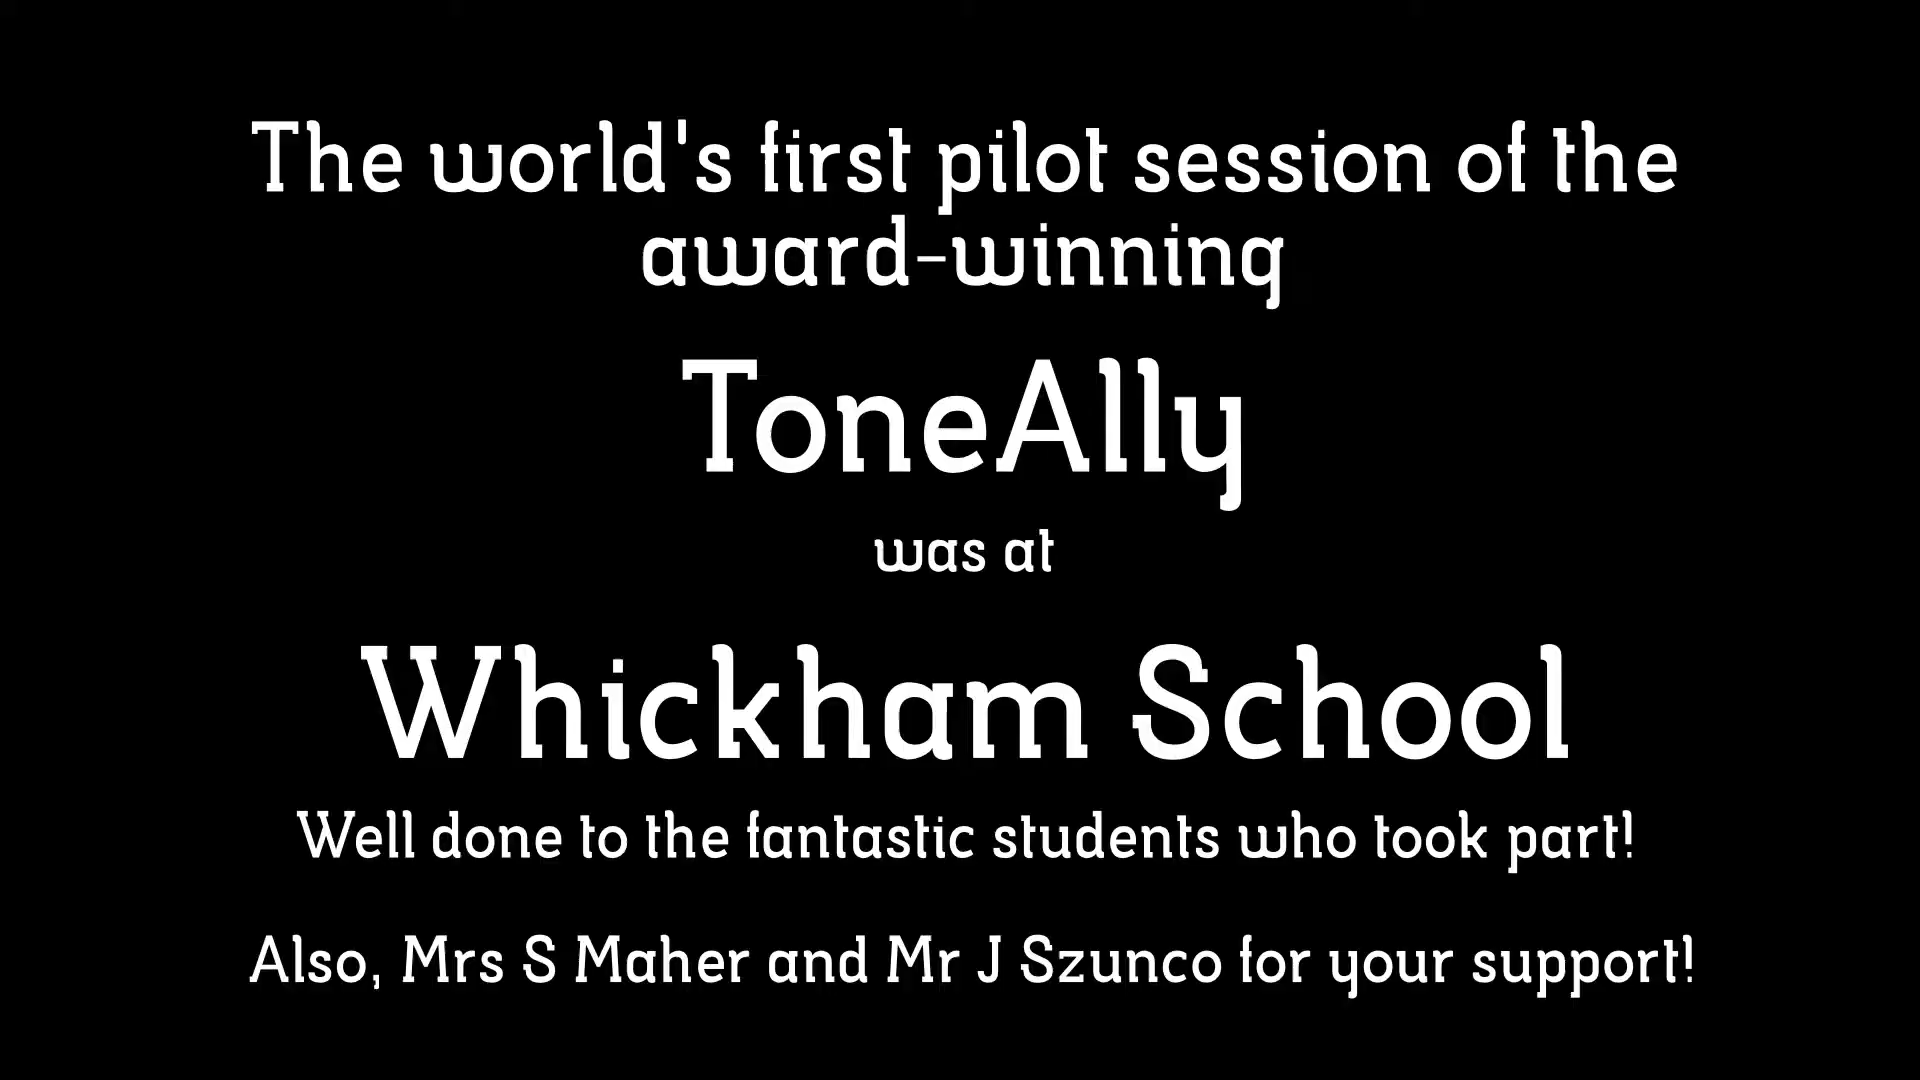 The world's first pilot session of the
award-winning
ToneAlly
was at
Whickham School
Well done to the fantastic students who took part!
Also, Mrs S Maher and Mr J Szunco for your support!